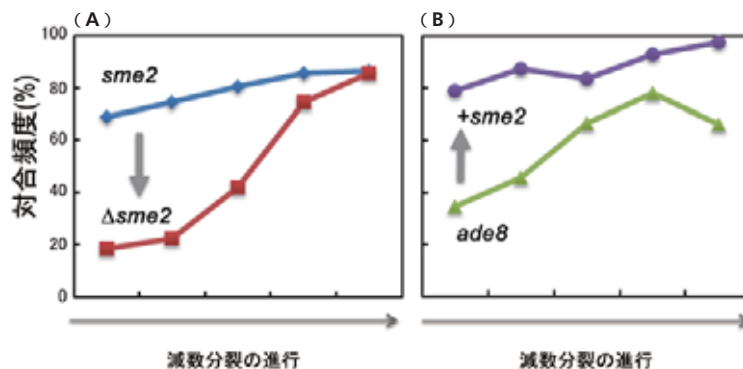 (A)
(B)
対合頻度(%)
100
80
60
40
20
0
sme2
Δsme2
+sme2
ade8
減数分裂の進行
減数分裂の進行